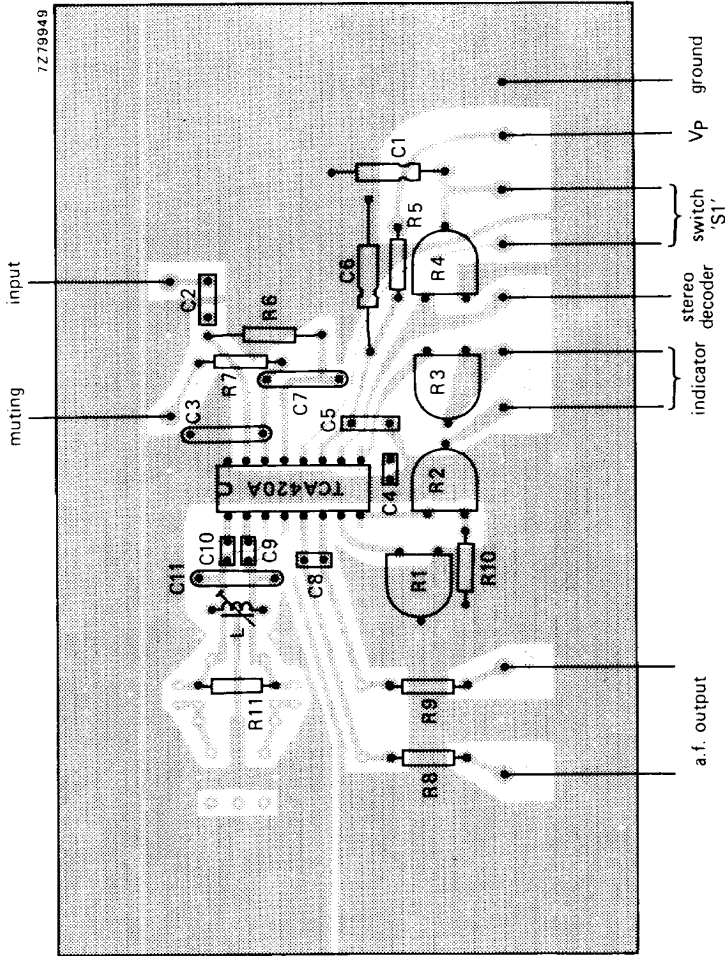 7Z79949
muting
input
C2
R6
R7
C7
C3
C1
C6
R5
R4
C5
R3
TCA420A
C4
R2
C10
C9
C11
C8
L
R1
R10
R11
R9
R8
a.f. output
indicator
stereo
decoder
switch
'S1'
VP
ground